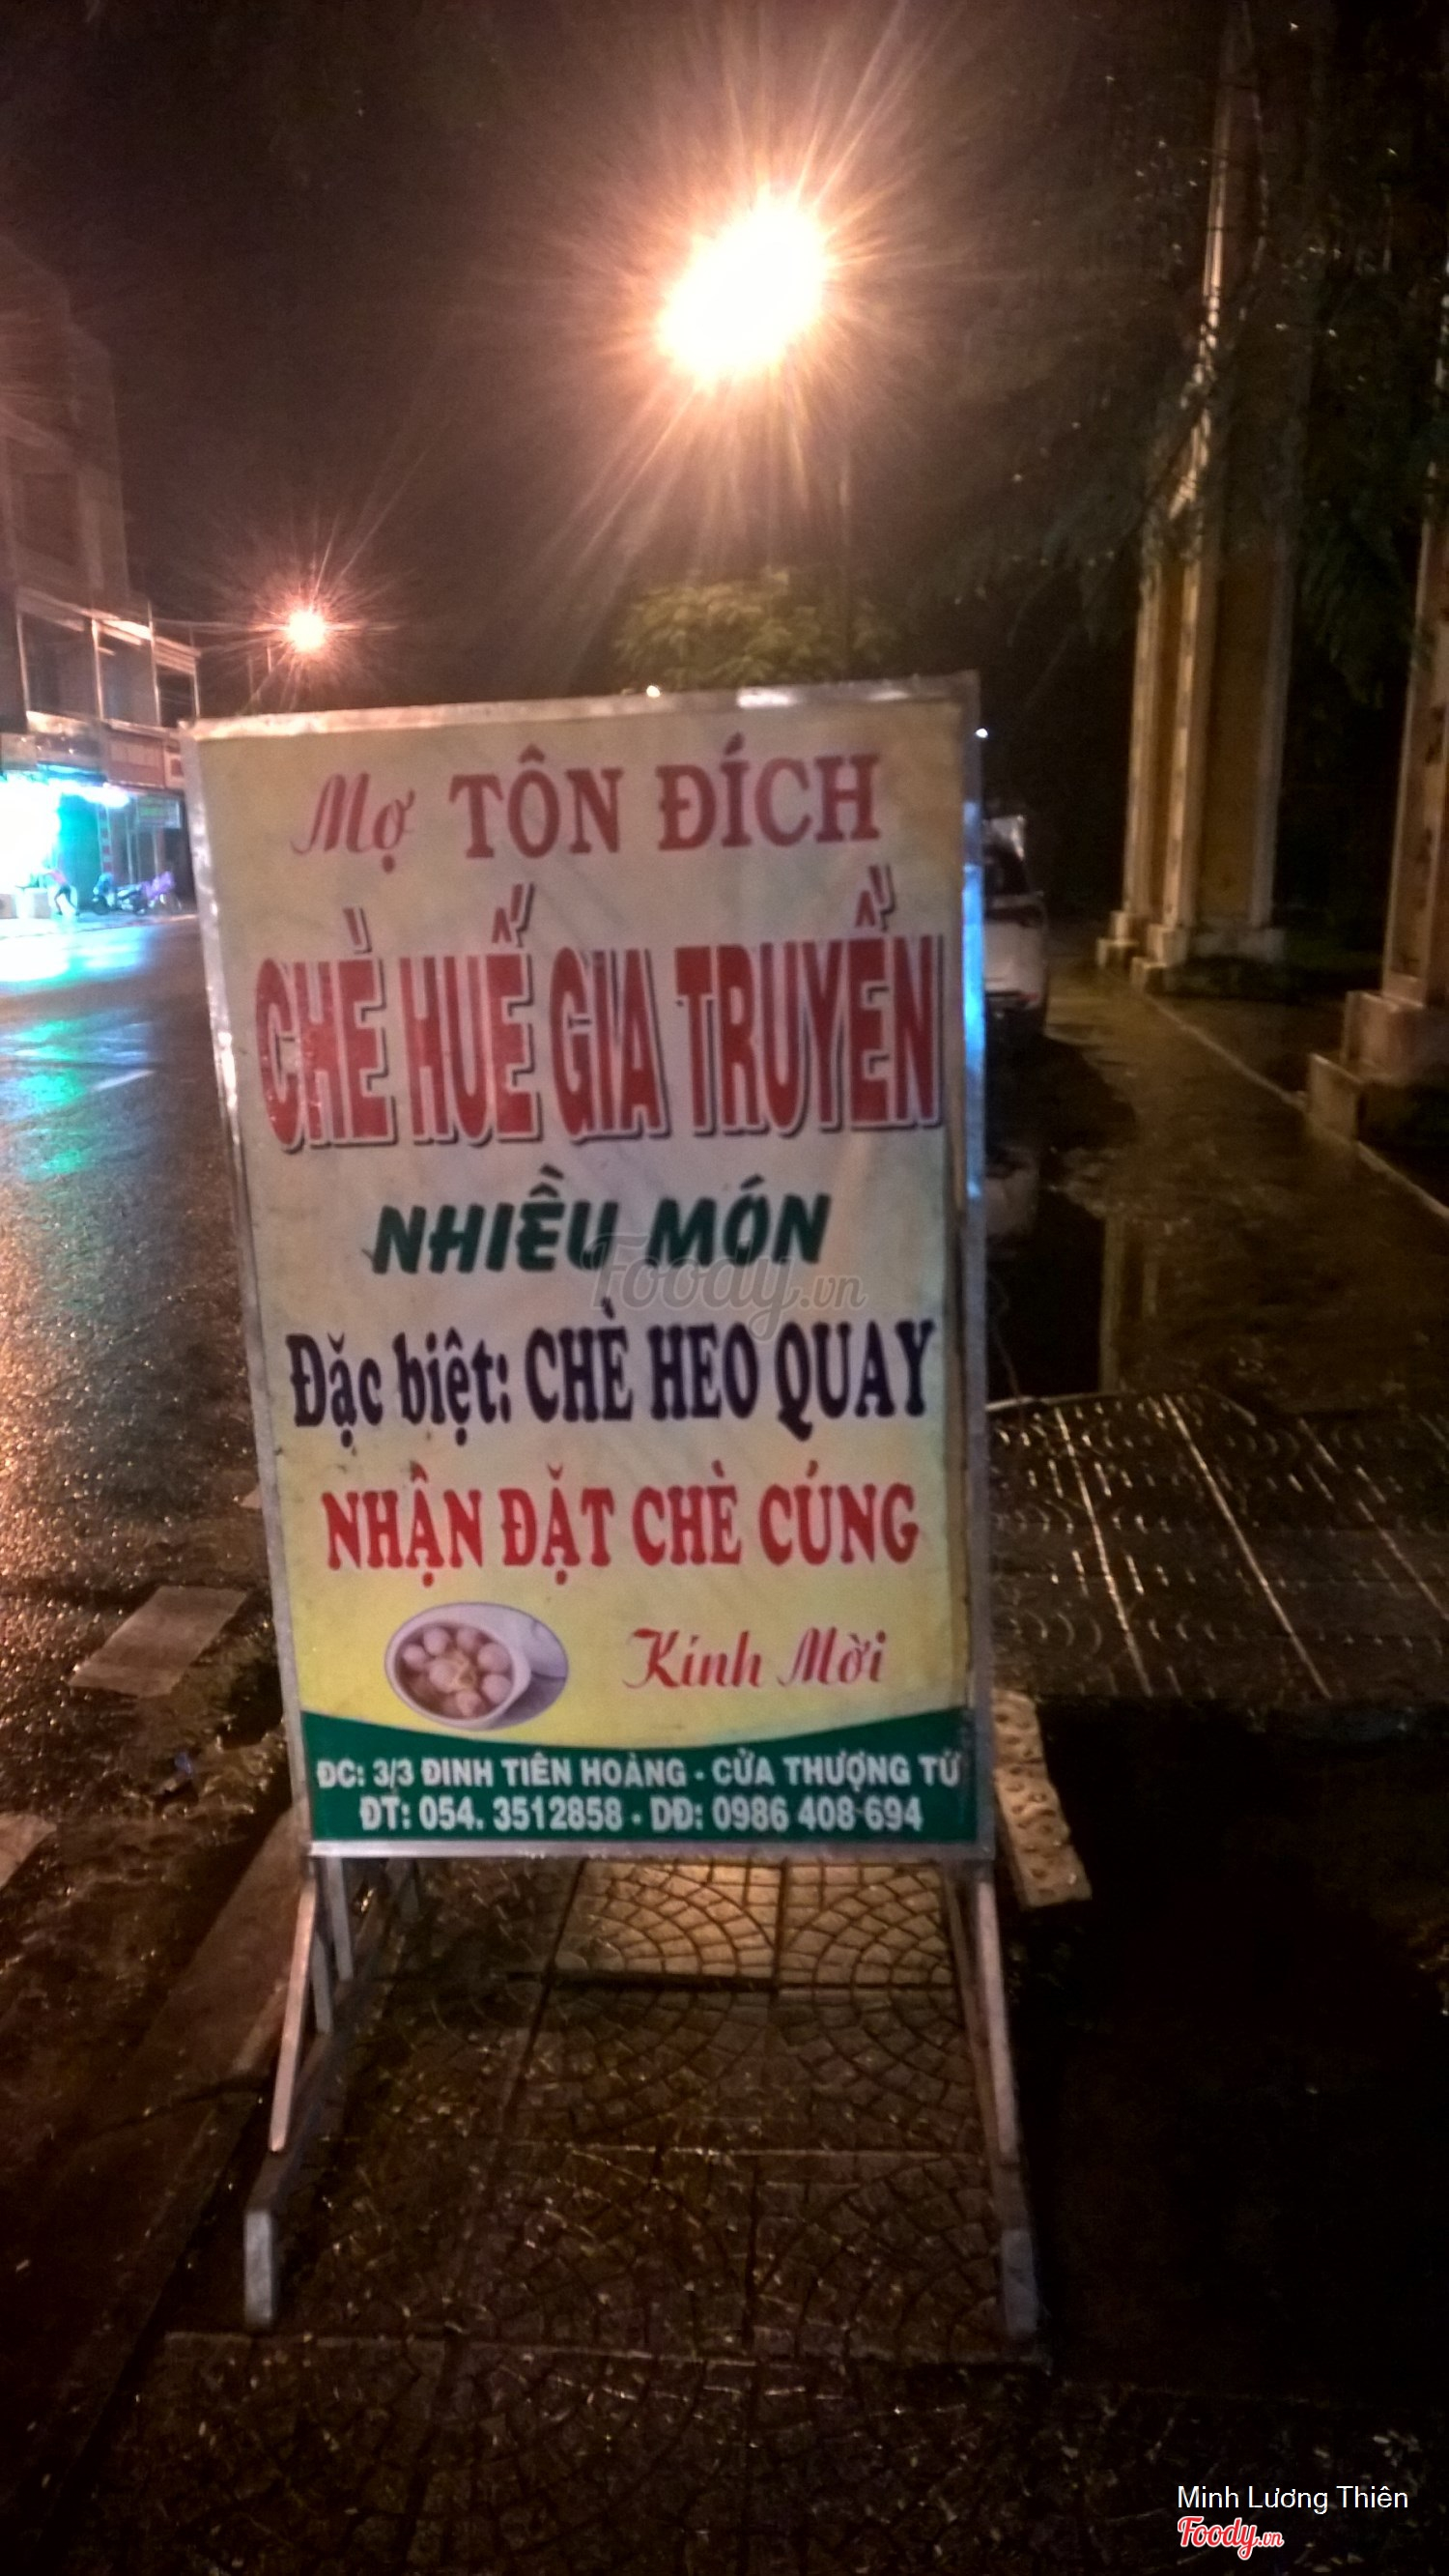 Mợ TÔN ĐÍCH
CHÈ HUẾ GIA TRUYỀN
NHIỀU MÓN
Foody.vn
Đặc biệt: CHÈ HEO QUAY
NHẬN ĐẶT CHÈ CÚNG
Kính Mời
ĐC: 3/3 ĐINH TIÊN HOÀNG - CỬA THƯỢNG TỨ
ĐT: 054. 3512858 - DĐ: 0986 408 694
Minh Lương Thiên
Foody.vn